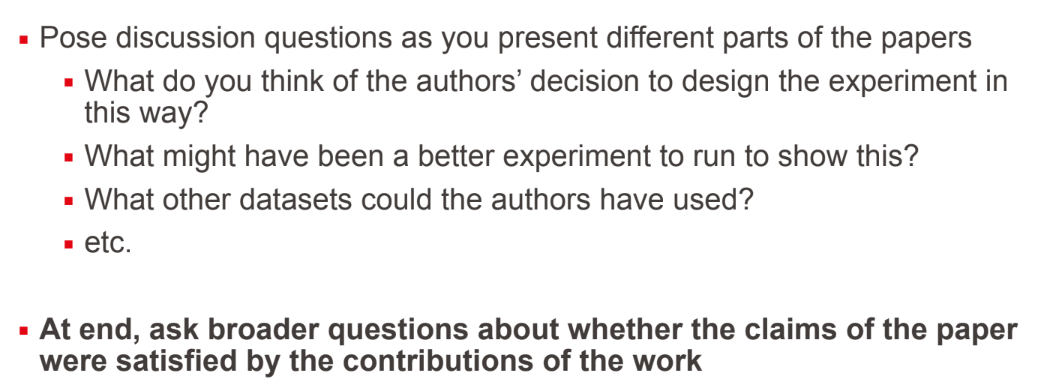 Pose discussion questions as you present different parts of the papers
What do you think of the authors' decision to design the experiment in
this way?
What might have been a better experiment to run to show this?
What other datasets could the authors have used?
etc.
At end, ask broader questions about whether the claims of the paper
were satisfied by the contributions of the work